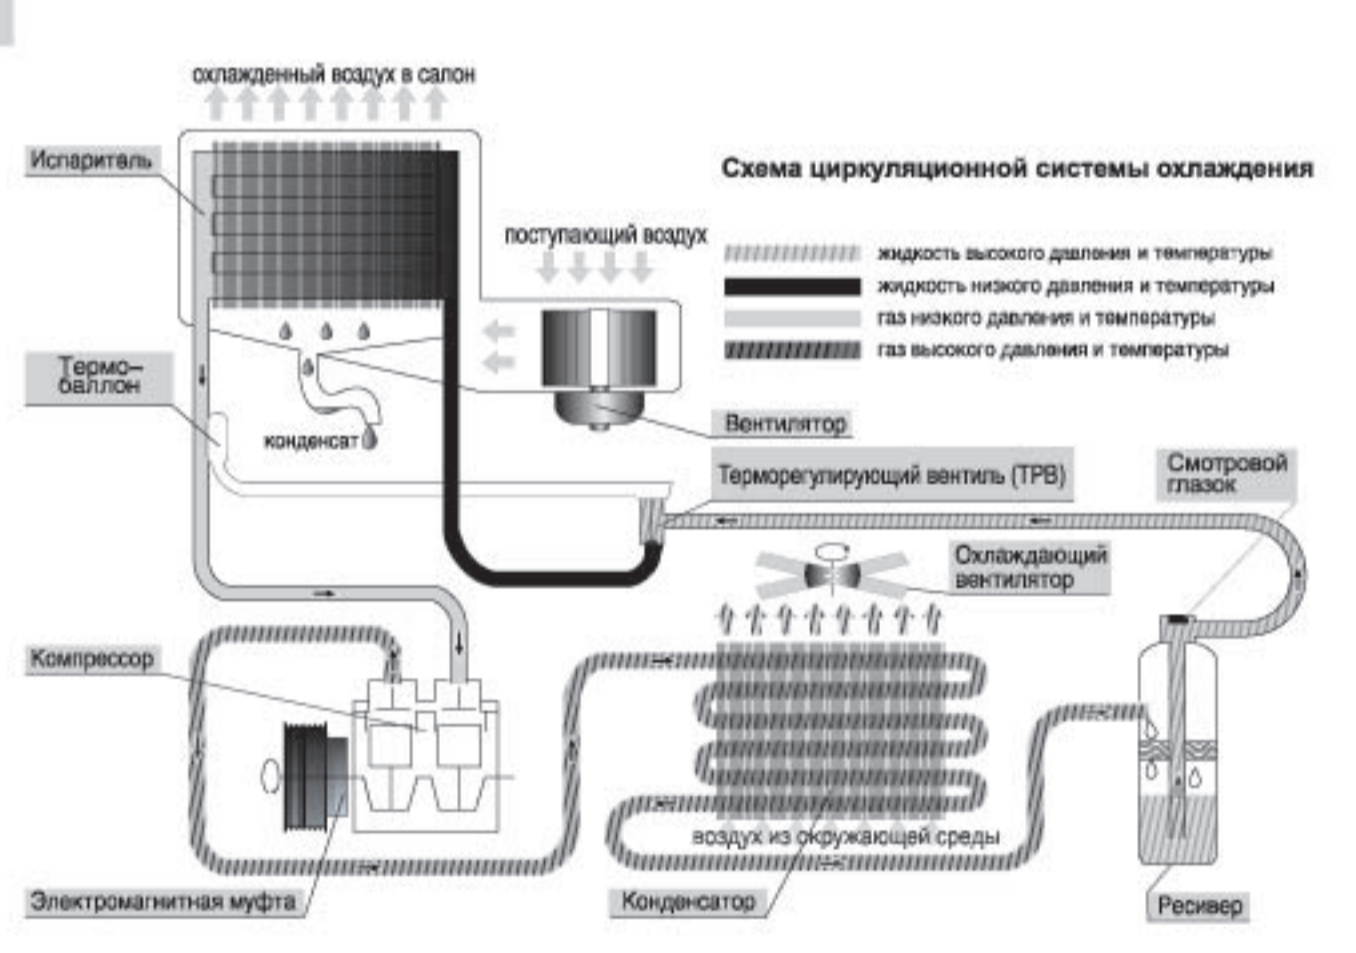 охлажденный воздух в салон
Испаритель
Схема циркуляционной системы охлаждения
поступающий воздух
жидкость высокого давления и температуры
жидкость низкого давления и температуры
газ низкого давления и температуры
газ высокого давления и температуры
Термо–
баллон
конденсат
Вентилятор
Терморегулирующий вентиль (ТРВ)
Смотровой
глазок
Охлаждающий
вентилятор
Компрессор
воздух из окружающей среды
Электромагнитная муфта
Конденсатор
Ресивер